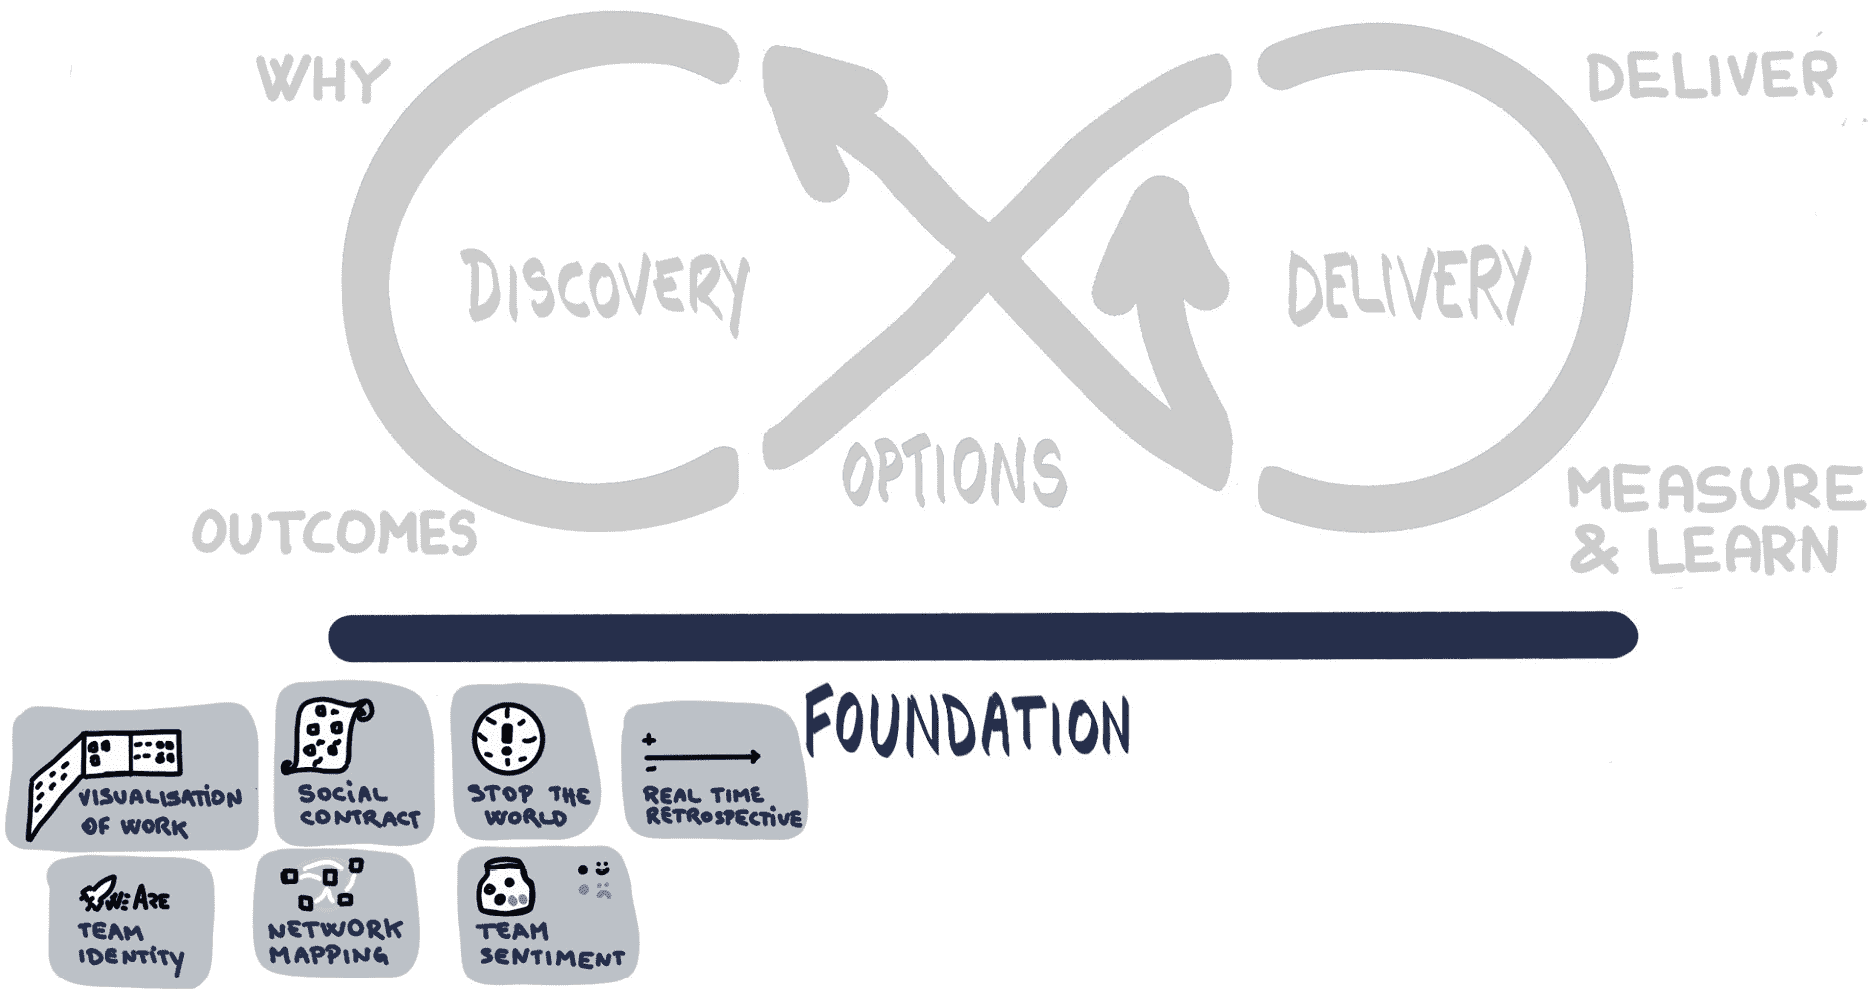 WHY
DELIVER
DISCOVERY
DELIVERY
OPTIONS
OUTCOMES
MEASURE
& LEARN
FOUNDATION
VISUALISATION
OF WORK
SOCIAL
CONTRACT
STOP THE
WORLD
+
-
REAL TIME
RETROSPECTIVE
WE ARE
TEAM
IDENTITY
NETWORK
MAPPING
TEAM
SENTIMENT